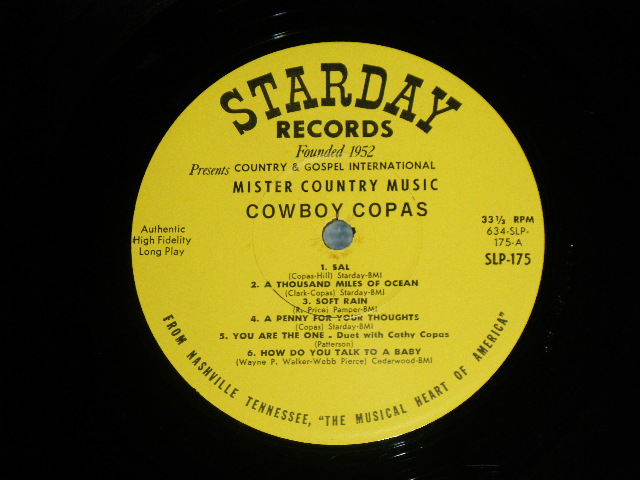 STARDAY
RECORDS
Founded 1952
Presents COUNTRY & GOSPEL INTERNATIONAL
MISTER COUNTRY MUSIC
COWBOY COPAS
Authentic
High Fidelity
Long Play
33⅓ RPM
634-SLP-
175-A
SLP-175
1. SAL
(Copas-Hill) Starday-BMI
2. A THOUSAND MILES OF OCEAN
(Clark-Copas) Starday-BMI
3. SOFT RAIN
(R. Price) Pamper-BMI
4. A PENNY FOR YOUR THOUGHTS
(Copas) Starday-BMI
5. YOU ARE THE ONE - Duet with Cathy Copas
(Patterson)
6. HOW DO YOU TALK TO A BABY
(Wayne P. Walker-Webb Pierce) Cedarwood-BMI
FROM NASHVILLE TENNESSEE, "THE MUSICAL HEART OF AMERICA"